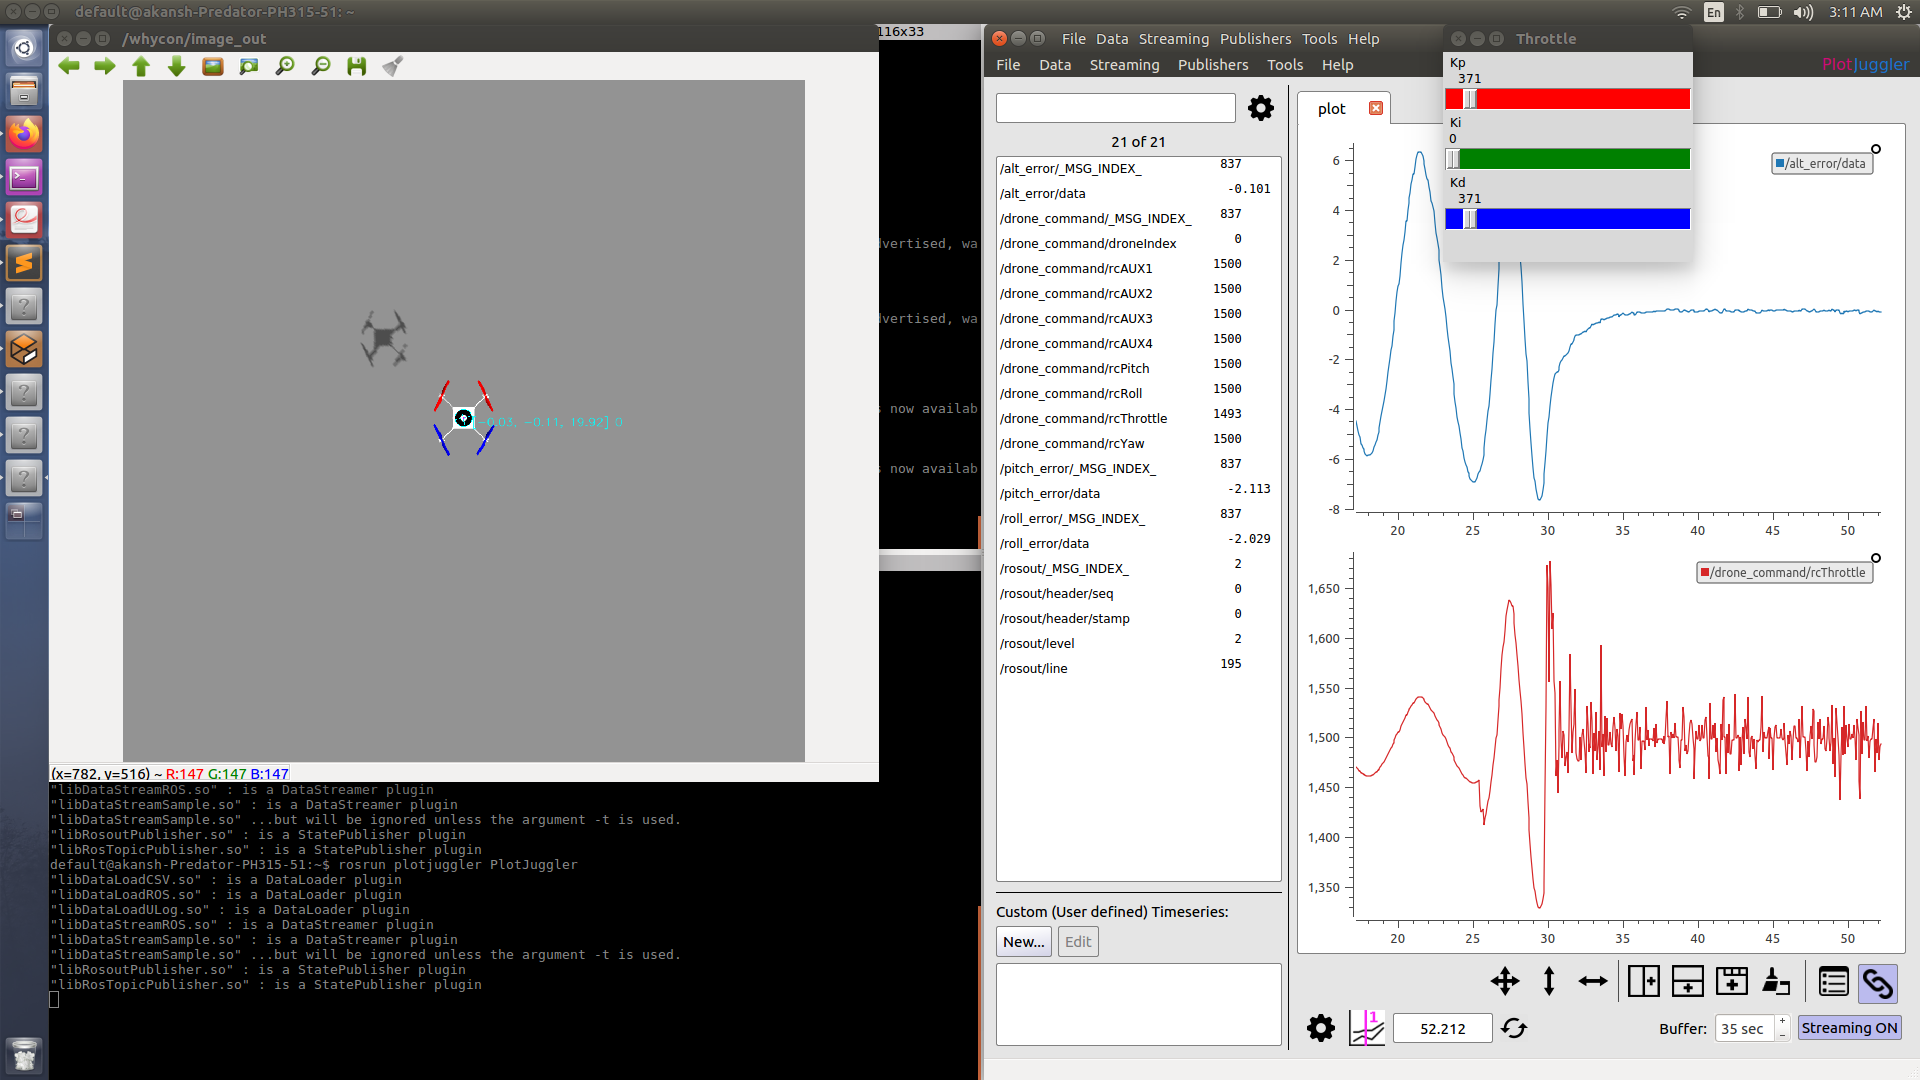 default@akansh-Predator-PH315-51: ~
En
3:11 AM
/whycon/image_out
116x33
dvertised, wa
dvertised, wa
s now availab
s now availab
-0.03, -0.11, 19.92] 0
(x=782, y=516) ~ R:147 G:147 B:147
"libDataStreamROS.so" : is a DataStreamer plugin
"libDataStreamSample.so" : is a DataStreamer plugin
"libDataStreamSample.so" ...but will be ignored unless the argument -t is used.
"libRosoutPublisher.so" : is a StatePublisher plugin
"libRosTopicPublisher.so" : is a StatePublisher plugin
default@akansh-Predator-PH315-51:~$ rosrun plotjuggler PlotJuggler
"libDataLoadCSV.so" : is a DataLoader plugin
"libDataLoadROS.so" : is a DataLoader plugin
"libDataLoadULog.so" : is a DataLoader plugin
"libDataStreamROS.so" : is a DataStreamer plugin
"libDataStreamSample.so" : is a DataStreamer plugin
"libDataStreamSample.so" ...but will be ignored unless the argument -t is used.
"libRosoutPublisher.so" : is a StatePublisher plugin
"libRosTopicPublisher.so" : is a StatePublisher plugin
File Data Streaming Publishers Tools Help
File Data Streaming Publishers Tools Help
PlotJuggler
21 of 21
/alt_error/_MSG_INDEX_ 837
/alt_error/data -0.101
/drone_command/_MSG_INDEX_ 837
/drone_command/droneIndex 0
/drone_command/rcAUX1 1500
/drone_command/rcAUX2 1500
/drone_command/rcAUX3 1500
/drone_command/rcAUX4 1500
/drone_command/rcPitch 1500
/drone_command/rcRoll 1500
/drone_command/rcThrottle 1493
/drone_command/rcYaw 1500
/pitch_error/_MSG_INDEX_ 837
/pitch_error/data -2.113
/roll_error/_MSG_INDEX_ 837
/roll_error/data -2.029
/rosout/_MSG_INDEX_ 2
/rosout/header/seq 0
/rosout/header/stamp 0
/rosout/level 2
/rosout/line 195
Custom (User defined) Timeseries:
New... Edit
Throttle
Kp
371
Ki
0
Kd
371
plot
/alt_error/data
6
4
2
0
-2
-4
-6
-8
20 25 30 35 40 45 50
/drone_command/rcThrottle
1,650
1,600
1,550
1,500
1,450
1,400
1,350
20 25 30 35 40 45 50
1
52.212
Buffer: 35 sec
Streaming ON